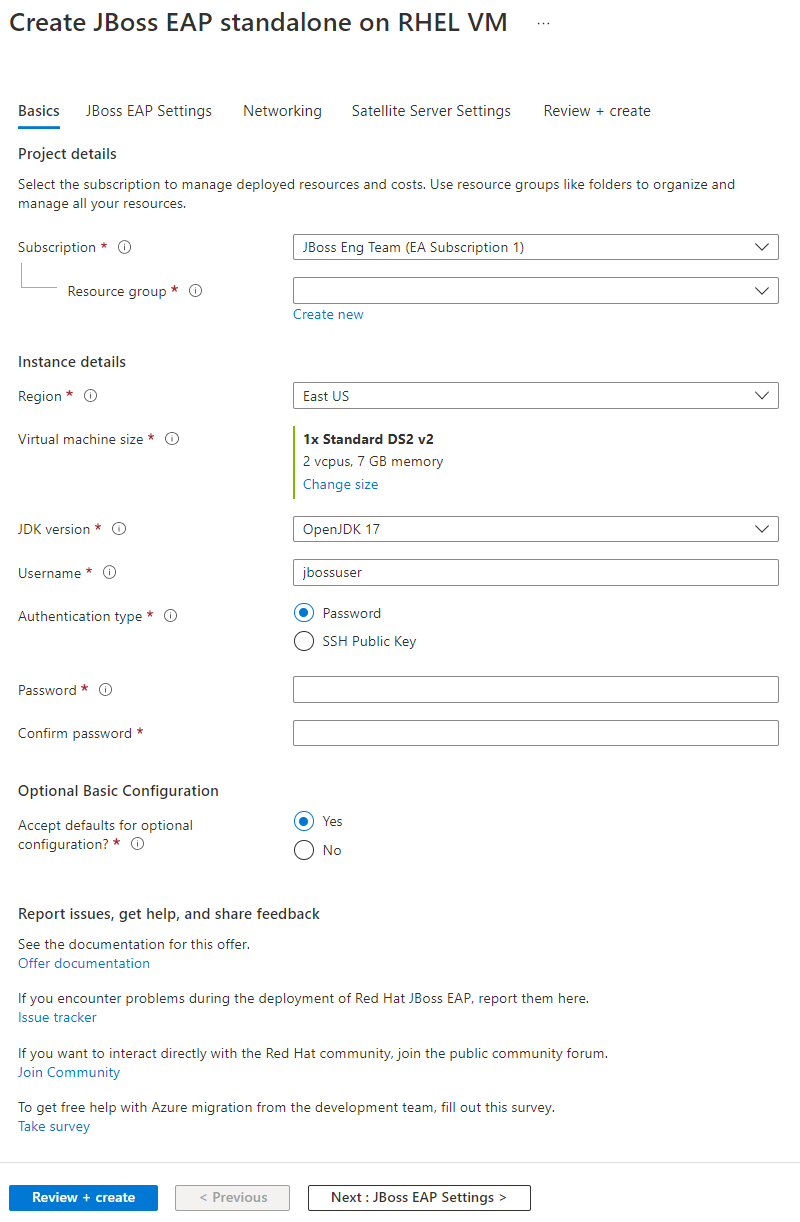 Create JBoss EAP standalone on RHEL VM ...
Basics JBoss EAP Settings Networking Satellite Server Settings Review + create
Project details
Select the subscription to manage deployed resources and costs. Use resource groups like folders to organize and
manage all your resources.
Subscription * JBoss Eng Team (EA Subscription 1)
Resource group *
Create new
Instance details
Region * East US
Virtual machine size * 1x Standard DS2 v2
2 vcpus, 7 GB memory
Change size
JDK version * OpenJDK 17
Username * jbossuser
Authentication type * Password
SSH Public Key
Password *
Confirm password *
Optional Basic Configuration
Accept defaults for optional
configuration? *
Yes
No
Report issues, get help, and share feedback
See the documentation for this offer.
Offer documentation
If you encounter problems during the deployment of Red Hat JBoss EAP, report them here.
Issue tracker
If you want to interact directly with the Red Hat community, join the public community forum.
Join Community
To get free help with Azure migration from the development team, fill out this survey.
Take survey
Review + create < Previous Next : JBoss EAP Settings >